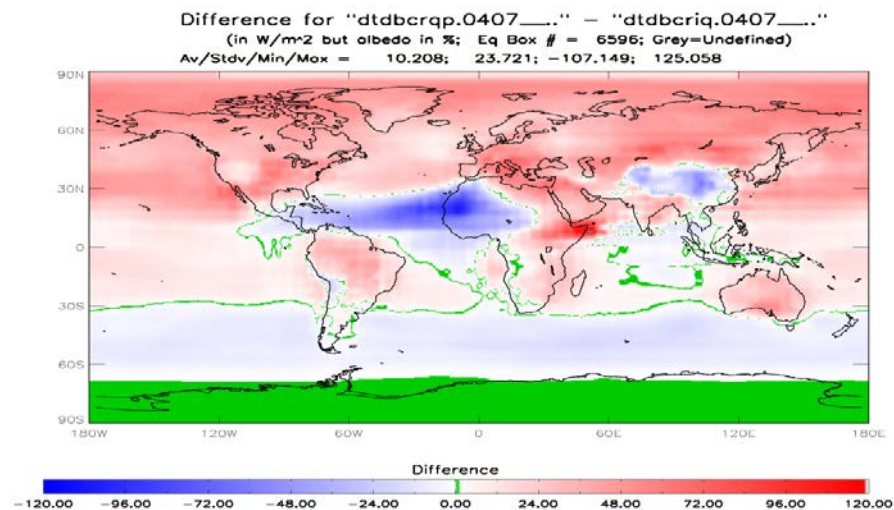 Difference for "dtdbcrqp.0407__.." - "dtdbcriq.0407__.."
(in W/m^2 but albedo in %; Eq Box # = 6596; Grey=Undefined)
Av/Stdv/Min/Max = 10.208; 23.721; -107.149; 125.058
90N
60N
30N
0
30S
60S
90S
180W 120W 60W 0 60E 120E 180E
Difference
-120.00 -96.00 -72.00 -48.00 -24.00 0.00 24.00 48.00 72.00 96.00 120.00